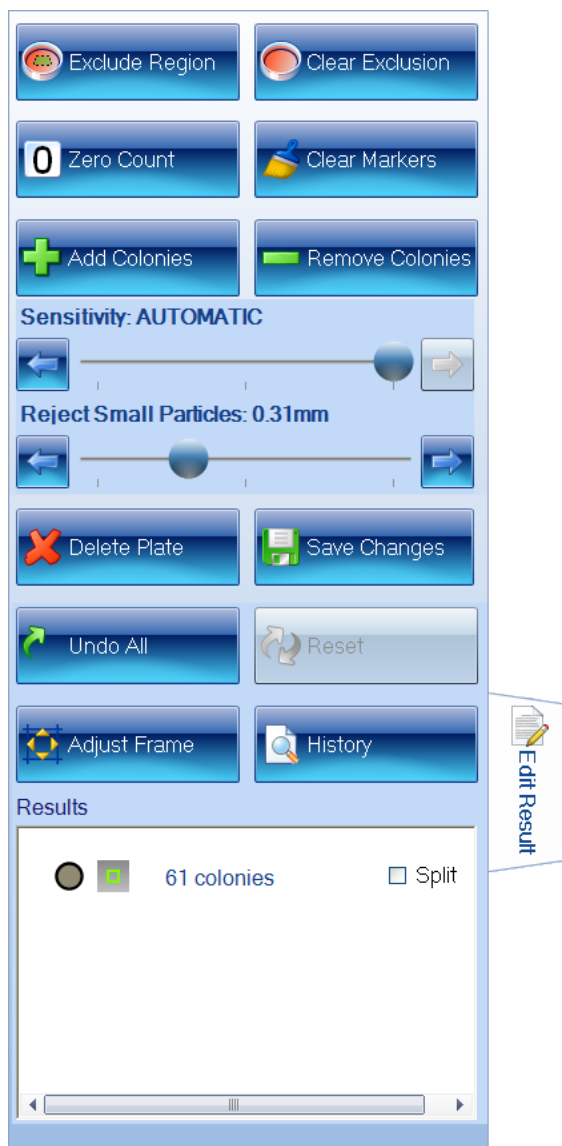 Exclude Region
Clear Exclusion
0 Zero Count
Clear Markers
Add Colonies
Remove Colonies
Sensitivity: AUTOMATIC
Reject Small Particles: 0.31mm
Delete Plate
Save Changes
Undo All
Reset
Adjust Frame
History
Edit Result
Results
61 colonies
Split